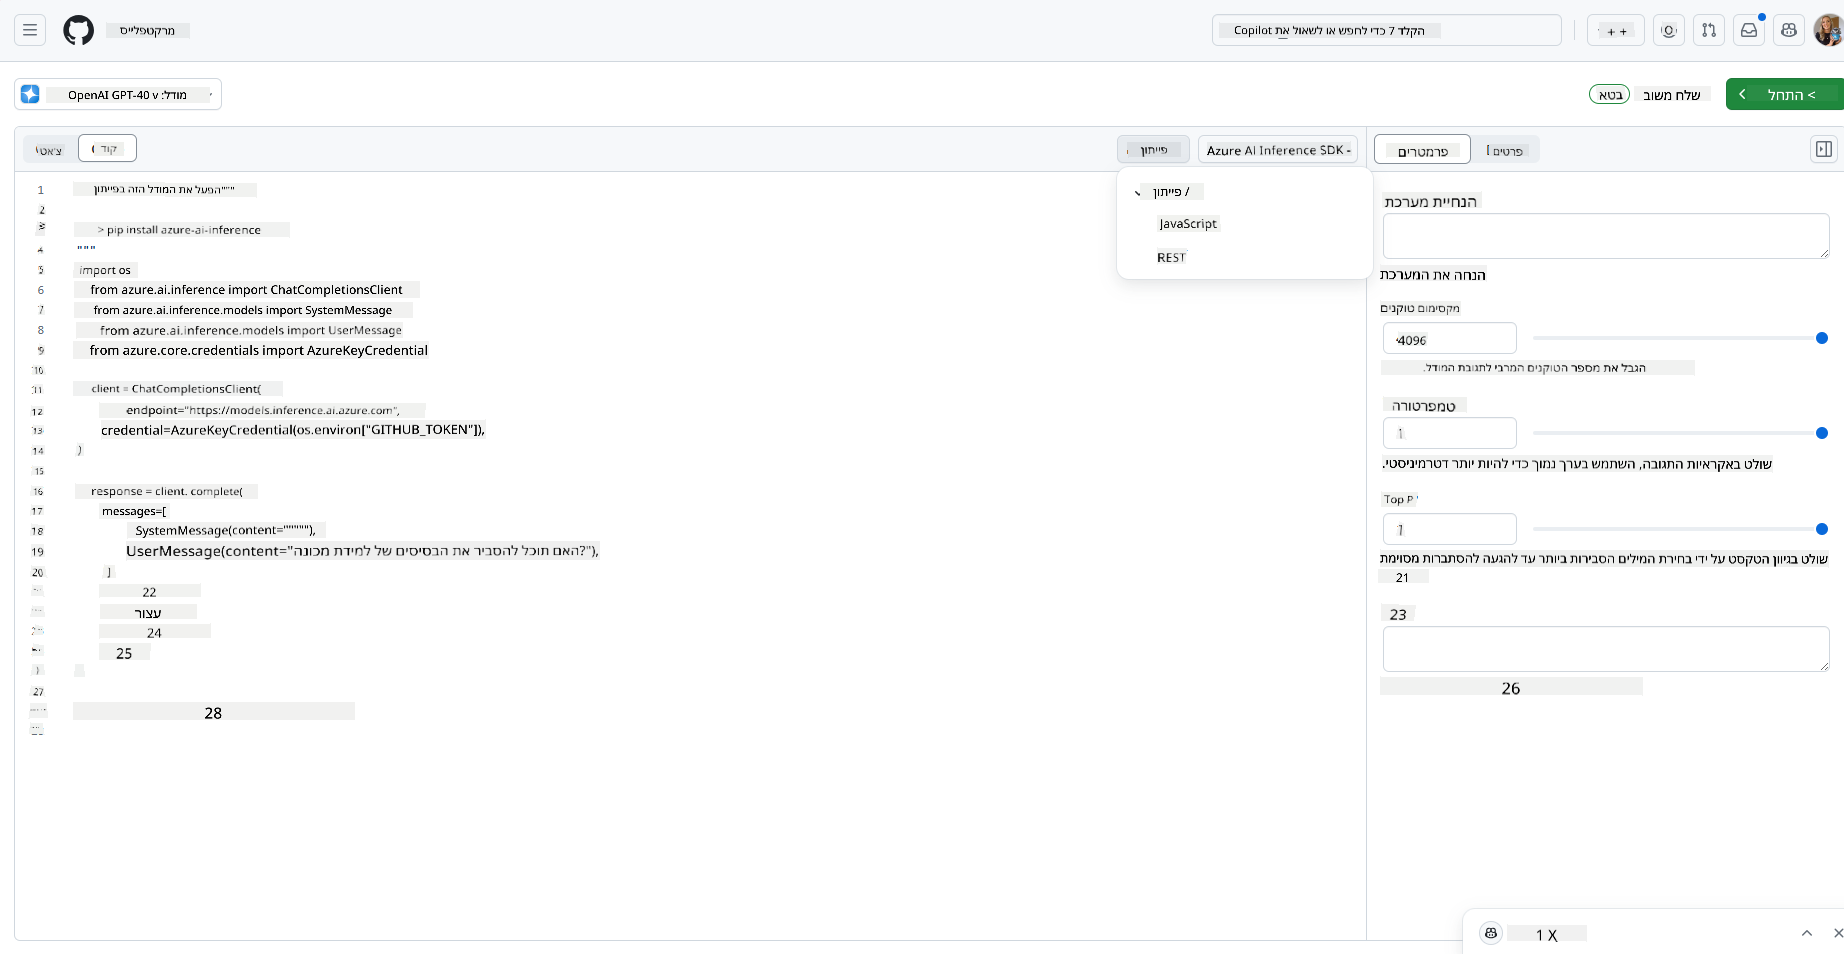 מרקטפלייס
הקלד 7 כדי לחפש או לשאול את Copilot
+ +
מודל: OpenAI GPT-40 v
בטא
שלח משוב
התחל >
צ'אט
קוד
פייתון
Azure AI Inference SDK -
פרמטרים
פרטים
פייתון /
JavaScript
REST
1 """הפעל את המודל הזה בפייתון
2
> pip install azure-ai-inference
4 """
import os
6 from azure.ai.inference import ChatCompletionsClient
7 from azure.ai.inference.models import SystemMessage
8 from azure.ai.inference.models import UserMessage
9 from azure.core.credentials import AzureKeyCredential
10
11 client = ChatCompletionsClient(
12 endpoint="https://models.inference.ai.azure.com",
13 credential=AzureKeyCredential(os.environ["GITHUB_TOKEN"]),
14 )
15
16 response = client. complete(
17 messages=[
18 SystemMessage(content=""""""),
19 UserMessage(content="האם תוכל להסביר את הבסיסים של למידת מכונה?"),
20 ]
22
עצור
24
25
)
27
28
הנחיית מערכת
הנחה את המערכת
מקסימום טוקנים
4096
הגבל את מספר הטוקנים המרבי לתגובת המודל.
טמפרטורה
1
שולט באקראיות התגובה, השתמש בערך נמוך כדי להיות יותר דטרמיניסטי.
Top P
1
שולט בגיוון הטקסט על ידי בחירת המילים הסבירות ביותר עד להגעה להסתברות מסוימת
21
23
26
1 X